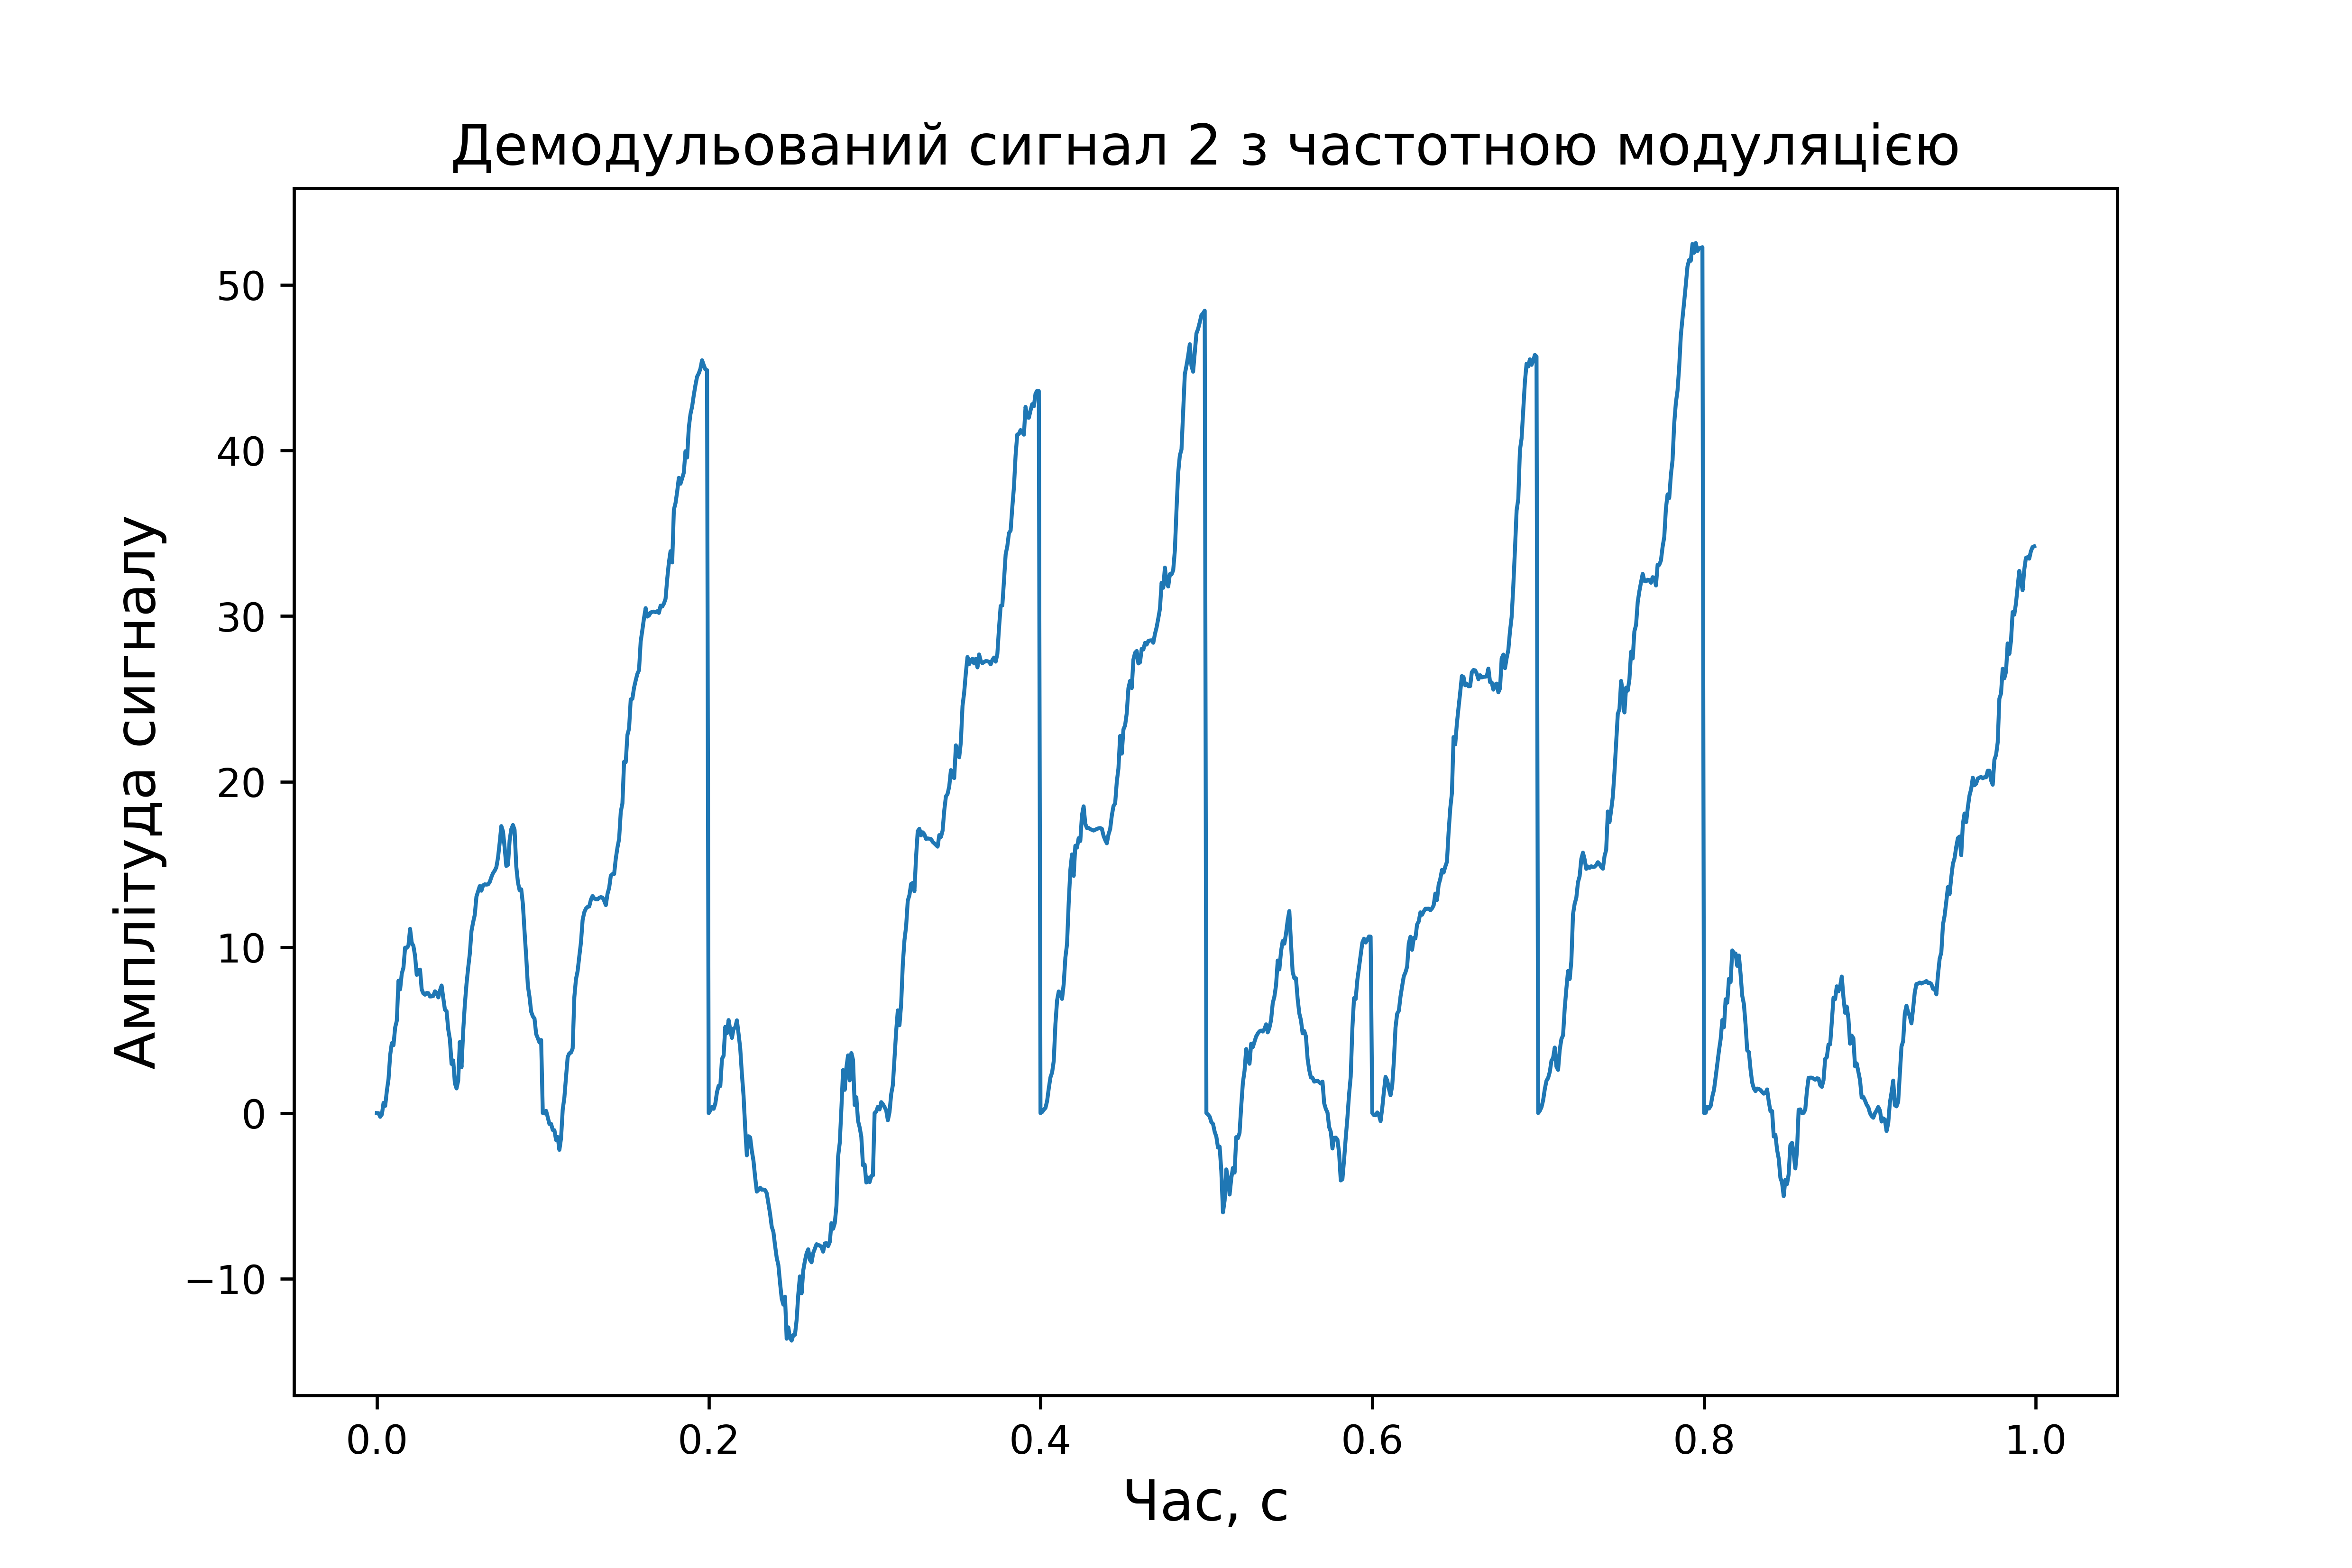 Демодульований сигнал 2 з частотною модуляцією
Амплітуда сигналу
50
40
30
20
10
0
−10
0.0 0.2 0.4 0.6 0.8 1.0
Час, с